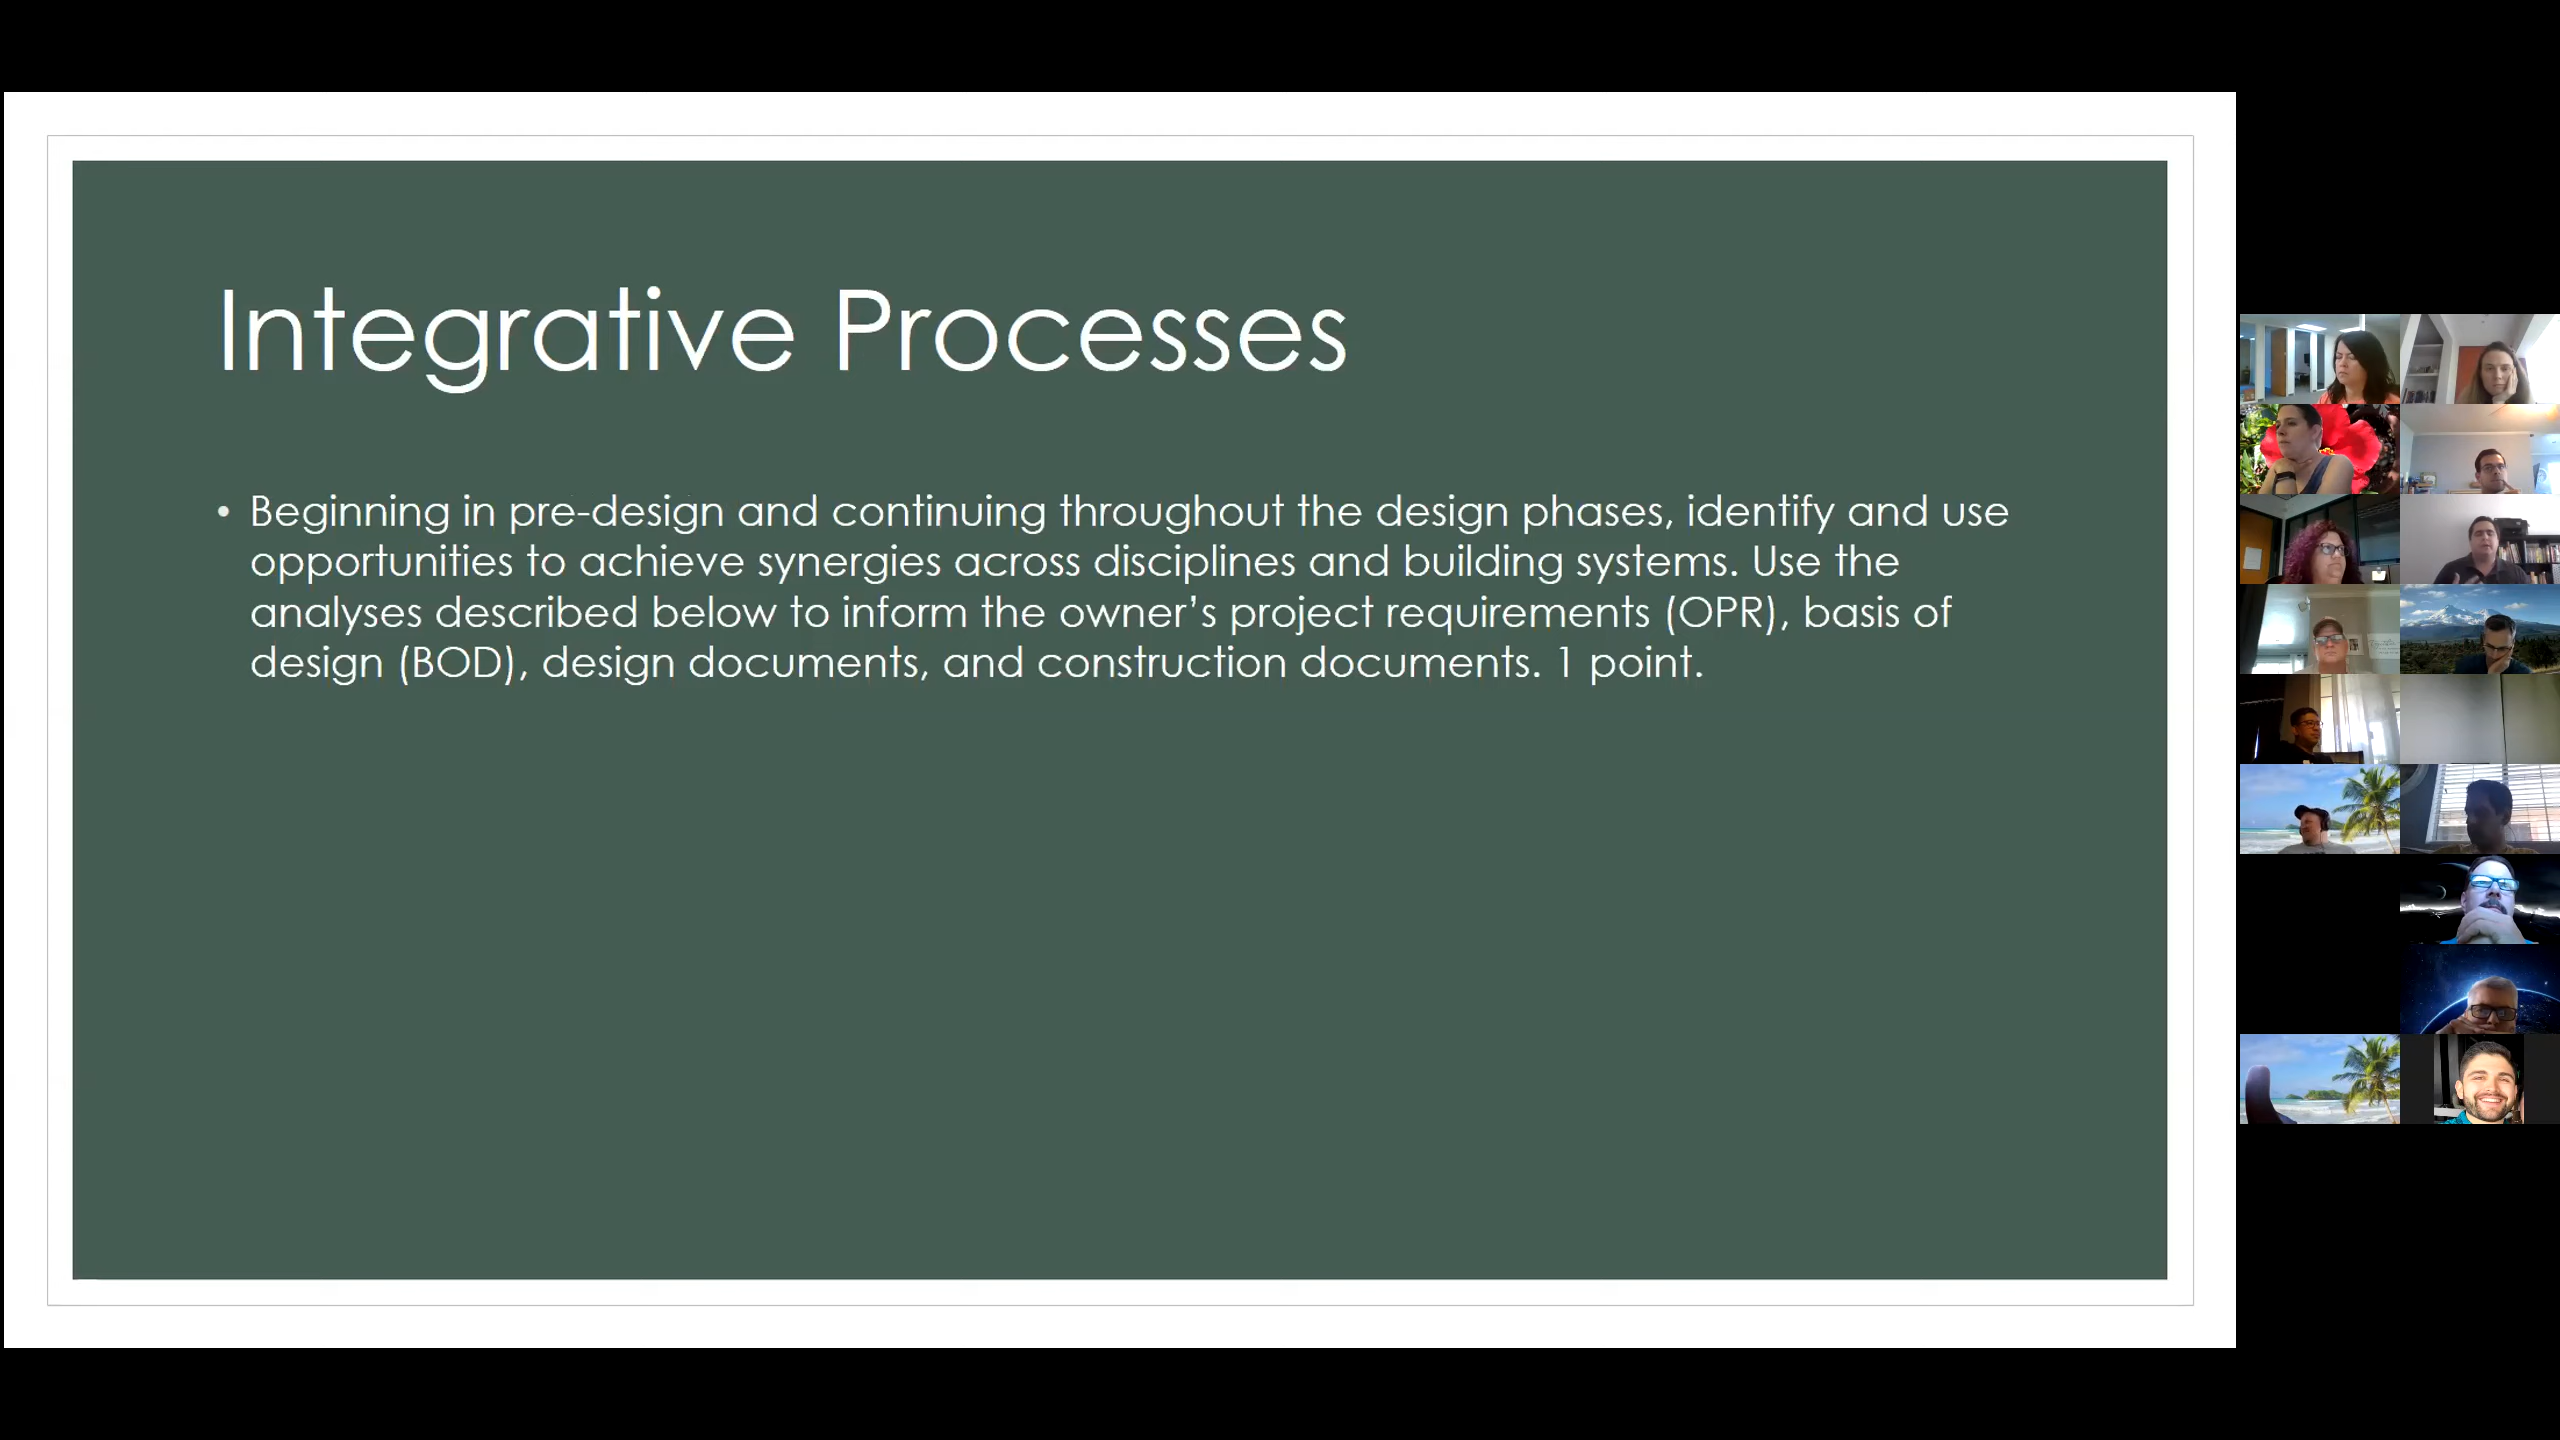 Integrative Processes
• Beginning in pre-design and continuing throughout the design phases, identify and use
opportunities to achieve synergies across disciplines and building systems. Use the
analyses described below to inform the owner’s project requirements (OPR), basis of
design (BOD), design documents, and construction documents. 1 point.